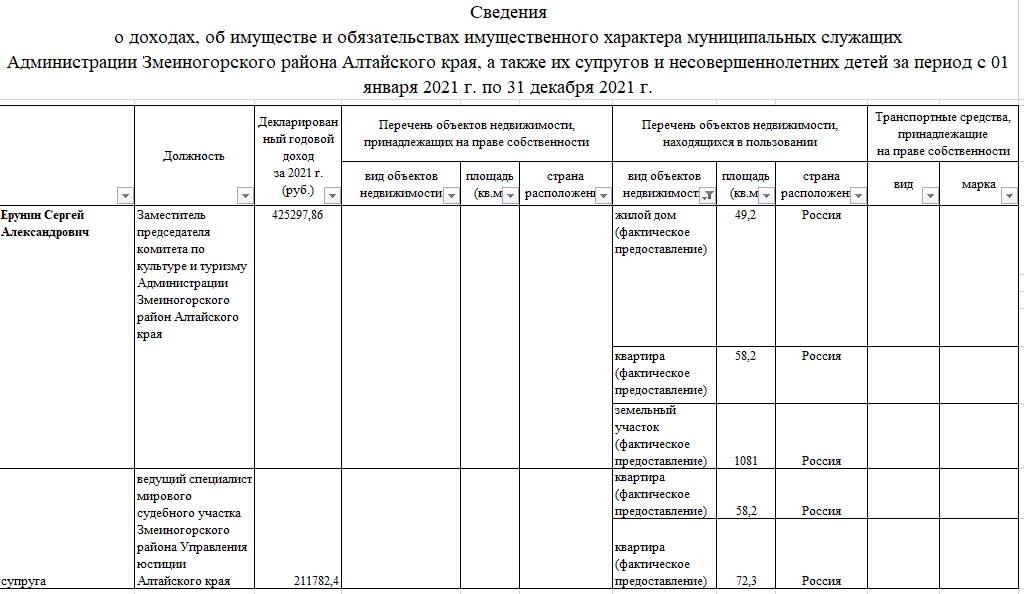 Сведения
о доходах, об имуществе и обязательствах имущественного характера муниципальных служащих
Администрации Змеиногорского района Алтайского края, а также их супругов и несовершеннолетних детей за период с 01
января 2021 г. по 31 декабря 2021 г.
Должность
Декларирован
ный годовой
доход
за 2021 г.
(руб.)
Перечень объектов недвижимости,
принадлежащих на праве собственности
Перечень объектов недвижимости,
находящихся в пользовании
Транспортные средства,
принадлежащие
на праве собственности
вид объектов
недвижимости
площадь
(кв.м
страна
расположен
вид объектов
недвижимост
площадь
(кв.м
страна
расположен
вид
марка
Ерунин Сергей
Александрович
Заместитель
председателя
комитета по
культуре и туризму
Администрации
Змеиногорского
район Алтайского
края
425297,86
жилой дом
(фактическое
предоставление)
49,2
Россия
квартира
(фактическое
предоставление)
58,2
Россия
земельный
участок
(фактическое
предоставление)
1081
Россия
супруга
ведущий специалист
мирового
судебного участка
Змеиногорского
района Управления
юстиции
Алтайского края
211782,4
квартира
(фактическое
предоставление)
58,2
Россия
квартира
(фактическое
предоставление)
72,3
Россия